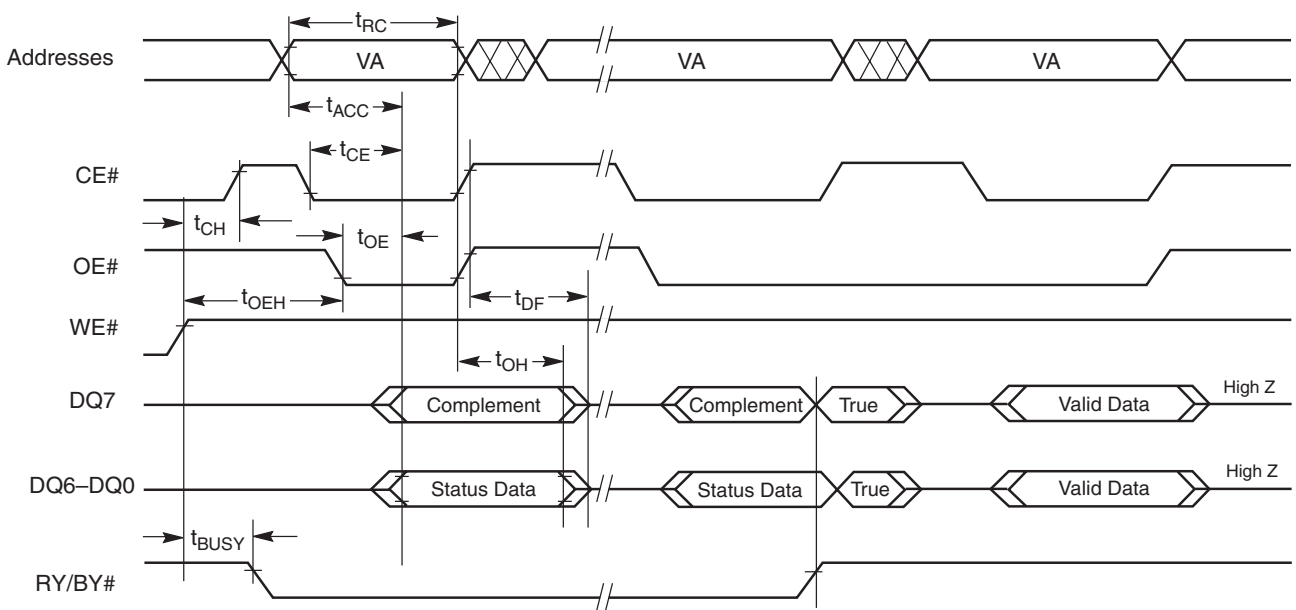 tRC
Addresses VA VA VA
tACC
tCE
CE#
tCH
tOE
OE#
tOEH
tDF
WE#
tOH
DQ7 Complement Complement True Valid Data High Z
DQ6–DQ0 Status Data Status Data True Valid Data High Z
tBUSY
RY/BY#